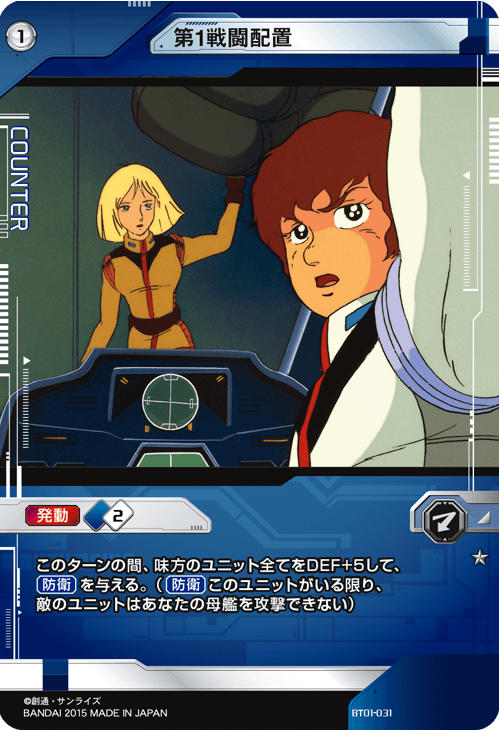 1
第1戦闘配置
COUNTER
発動 2
このターンの間、味方のユニット全てをDEF+5して、
防衛 を与える。（ 防衛 このユニットがいる限り、
敵のユニットはあなたの母艦を攻撃できない）
©創通・サンライズ
BANDAI 2015 MADE IN JAPAN
BT01-031